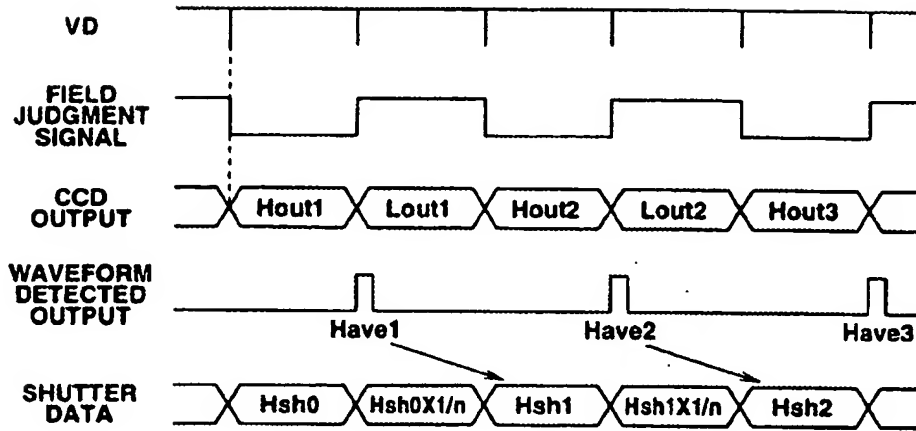 VD
FIELD
JUDGMENT
SIGNAL
CCD
OUTPUT
Hout1 Lout1 Hout2 Lout2 Hout3
WAVEFORM
DETECTED
OUTPUT
Have1 Have2 Have3
SHUTTER
DATA
Hsh0 Hsh0X1/n Hsh1 Hsh1X1/n Hsh2